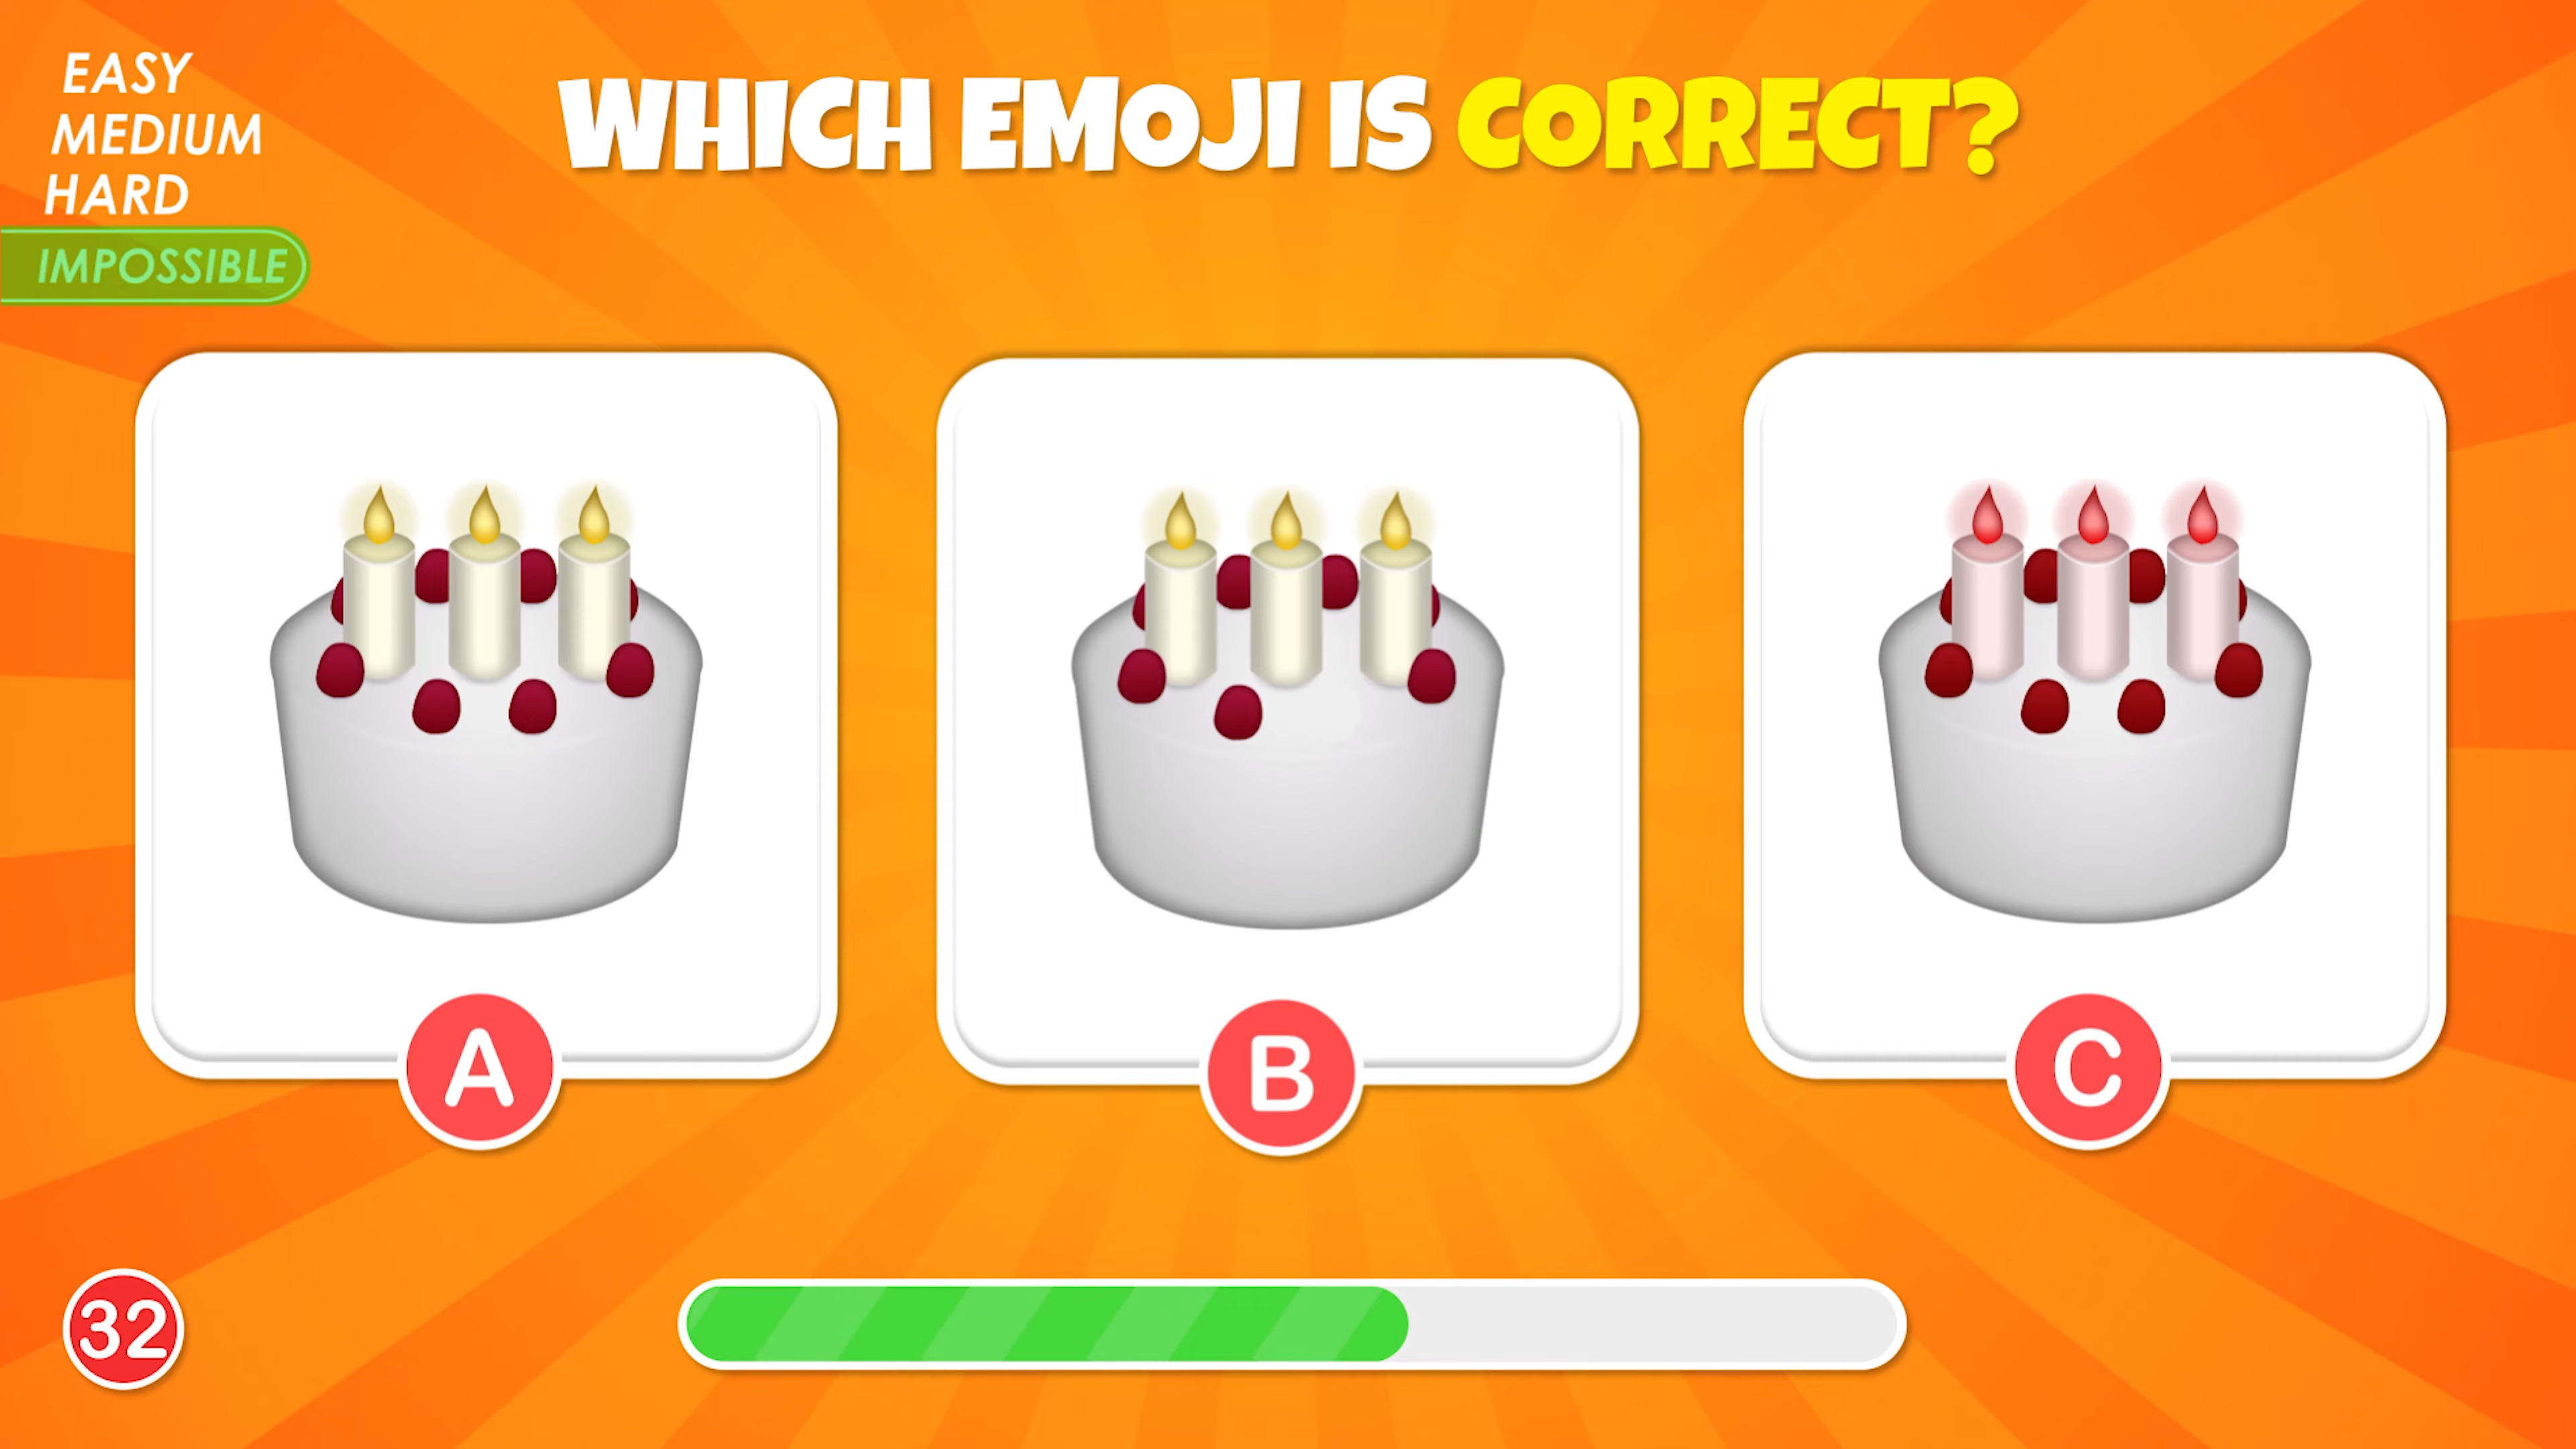 EASY
MEDIUM
HARD
IMPOSSIBLE
WHICH EMOJI IS CORRECT?
A
B
C
32